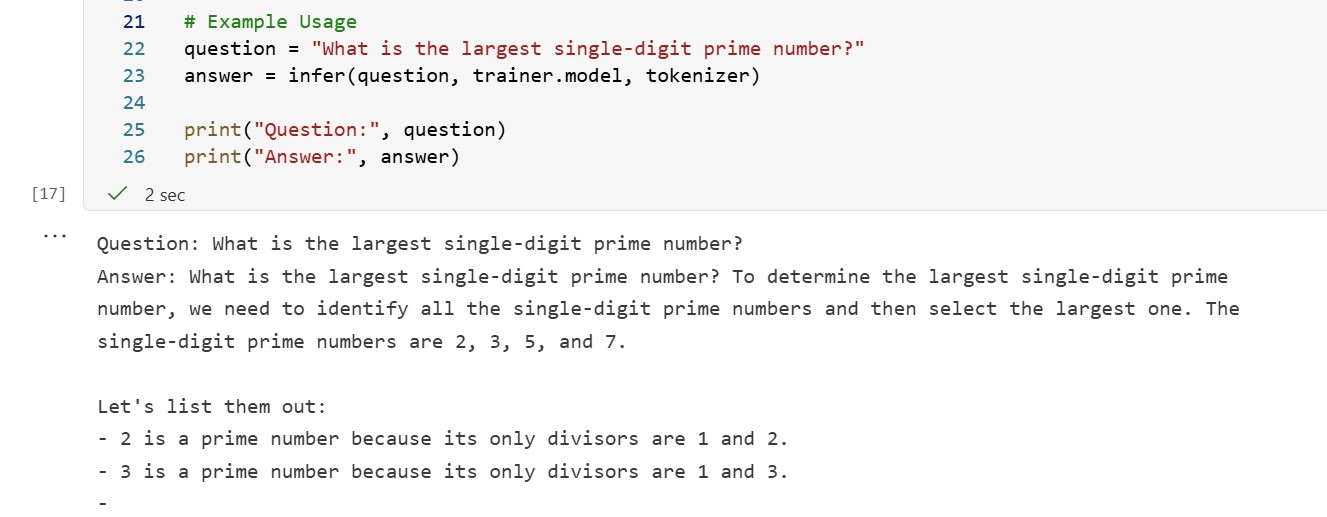 21 # Example Usage
22 question = "What is the largest single-digit prime number?"
23 answer = infer(question, trainer.model, tokenizer)
24
25 print("Question:", question)
26 print("Answer:", answer)
[17] ✓ 2 sec
... Question: What is the largest single-digit prime number?
Answer: What is the largest single-digit prime number? To determine the largest single-digit prime
number, we need to identify all the single-digit prime numbers and then select the largest one. The
single-digit prime numbers are 2, 3, 5, and 7.
Let's list them out:
- 2 is a prime number because its only divisors are 1 and 2.
- 3 is a prime number because its only divisors are 1 and 3.
-